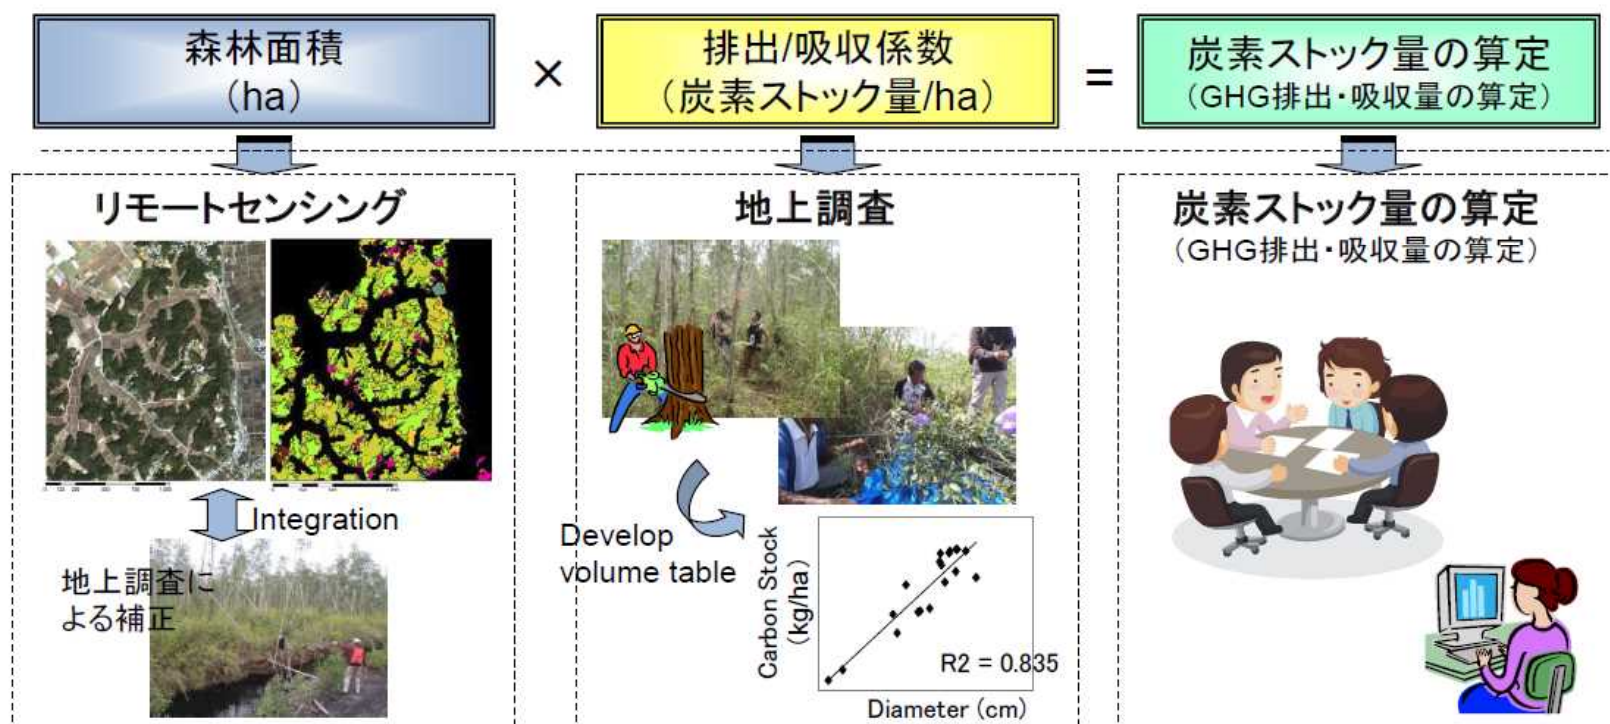 森林面積
（ha）
×
排出/吸収係数
（炭素ストック量/ha）
=
炭素ストック量の算定
（GHG排出・吸収量の算定）
リモートセンシング
Integration
地上調査に
よる補正
地上調査
Develop
volume table
Carbon Stock
(kg/ha)
R2 = 0.835
Diameter (cm)
炭素ストック量の算定
（GHG排出・吸収量の算定）